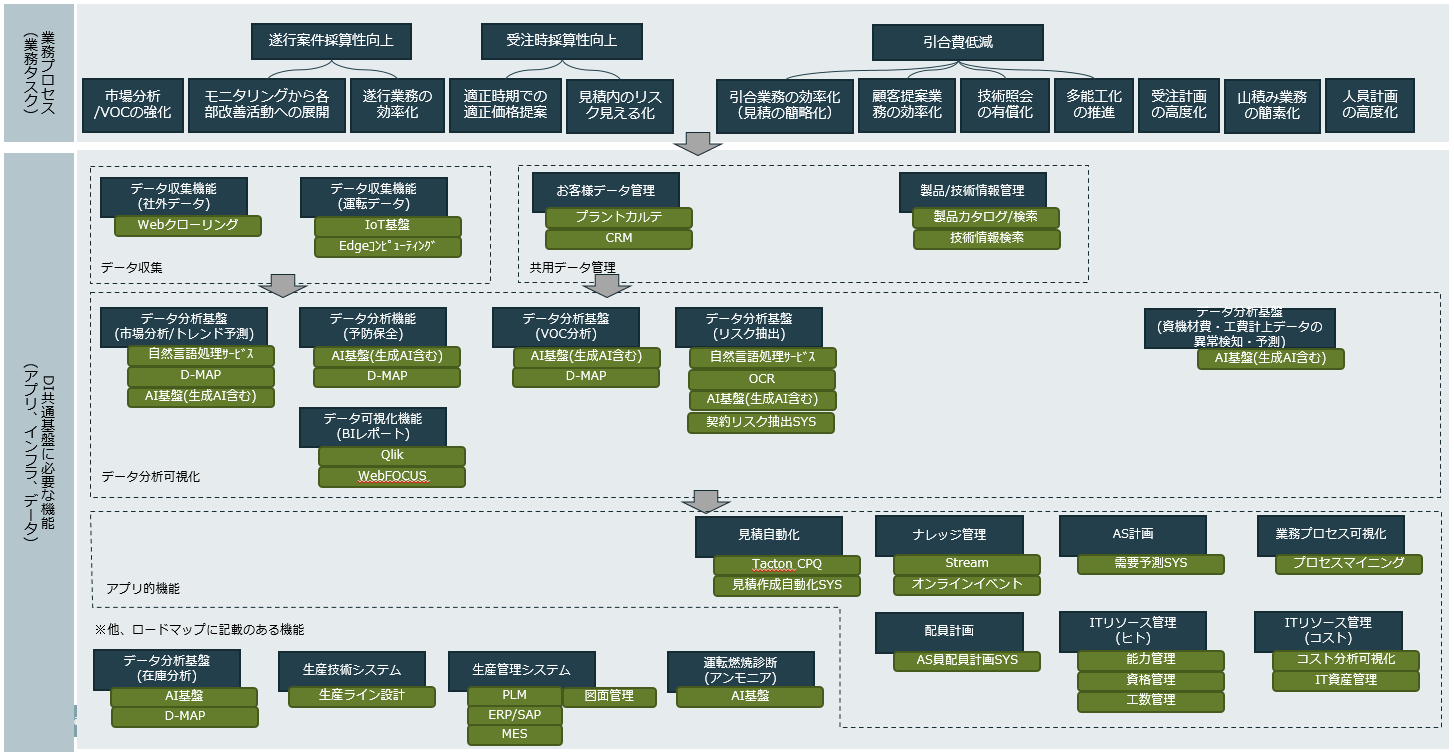 業務プロセス
(業務タスク)
遂行案件採算性向上
受注時採算性向上
引合費低減
市場分析
/VOCの強化
モニタリングから各
部改善活動への展開
遂行業務の
効率化
適正時期での
適正価格提案
見積内のリス
ク見える化
引合業務の効率化
（見積の簡略化）
顧客提案業
務の効率化
技術照会
の有償化
多能工化
の推進
受注計画
の高度化
山積み業務
の簡素化
人員計画
の高度化
DI共通基盤に必要な機能
(アプリ、インフラ、データ)
データ収集機能
(社外データ)
Webクローリング
データ収集機能
(運転データ)
IoT基盤
Edgeｺﾝﾋﾟｭｰﾃｨﾝｸﾞ
データ収集
お客様データ管理
プラントカルテ
CRM
製品/技術情報管理
製品カタログ/検索
技術情報検索
共用データ管理
データ分析基盤
(市場分析/トレンド予測)
自然言語処理ｻｰﾋﾞｽ
D-MAP
AI基盤(生成AI含む)
データ分析機能
(予防保全)
AI基盤(生成AI含む)
D-MAP
データ分析基盤
(VOC分析)
AI基盤(生成AI含む)
D-MAP
データ分析基盤
(リスク抽出)
自然言語処理ｻｰﾋﾞｽ
OCR
AI基盤(生成AI含む)
契約リスク抽出SYS
データ分析基盤
(資機材費・工費計上データの
異常検知・予測)
AI基盤(生成AI含む)
データ可視化機能
(BIレポート)
Qlik
WebFOCUS
データ分析可視化
見積自動化
Tacton CPQ
見積作成自動化SYS
ナレッジ管理
Stream
オンラインイベント
AS計画
需要予測SYS
業務プロセス可視化
プロセスマイニング
アプリ的機能
配員計画
AS員配員計画SYS
ITリソース管理
(ヒト)
能力管理
資格管理
工数管理
ITリソース管理
(コスト)
コスト分析可視化
IT資産管理
※他、ロードマップに記載のある機能
データ分析基盤
(在庫分析)
AI基盤
D-MAP
生産技術システム
生産ライン設計
生産管理システム
PLM
図面管理
ERP/SAP
MES
運転燃焼診断
(アンモニア)
AI基盤